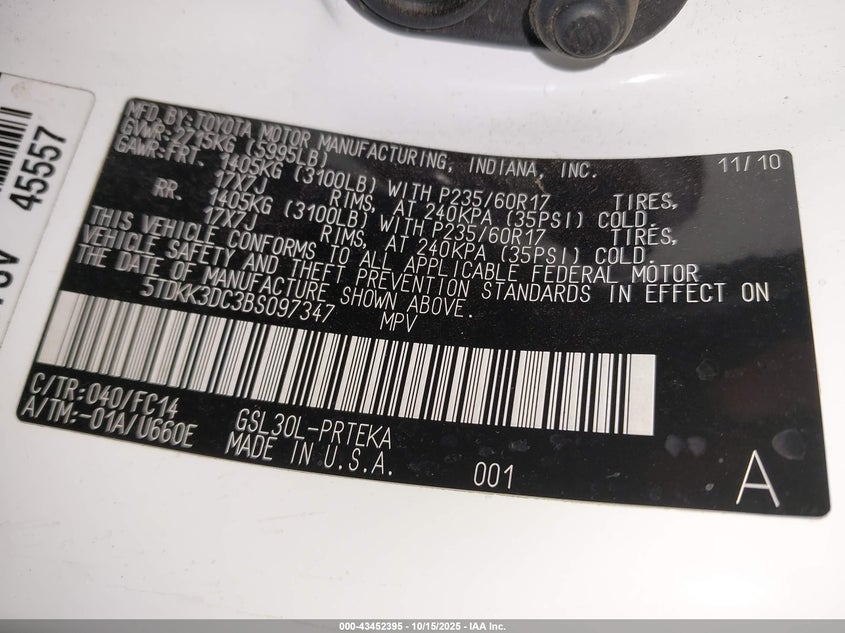 MFD.BY:TOYOTA MOTOR MANUFACTURING, INDIANA, INC. 11/10
GVWR:2715KG (5995LB)
GAWR:FRT. 1405KG (3100LB) WITH P235/60R17 TIRES,
17X7J RIMS, AT 240KPA (35PSI) COLD.
RR. 1405KG (3100LB) WITH P235/60R17 TIRES,
17X7J RIMS, AT 240KPA (35PSI) COLD.
THIS VEHICLE CONFORMS TO ALL APPLICABLE FEDERAL MOTOR
VEHICLE SAFETY AND THEFT PREVENTION STANDARDS IN EFFECT ON
THE DATE OF MANUFACTURE SHOWN ABOVE.
5TDKK3DC3BS097347 MPV
C/TR:040/FC14
A/TM:-01A/U660E
GSL30L-PRTEKA
MADE IN U.S.A.
001
A
45557
000-43452395 - 10/15/2025 - IAA Inc.